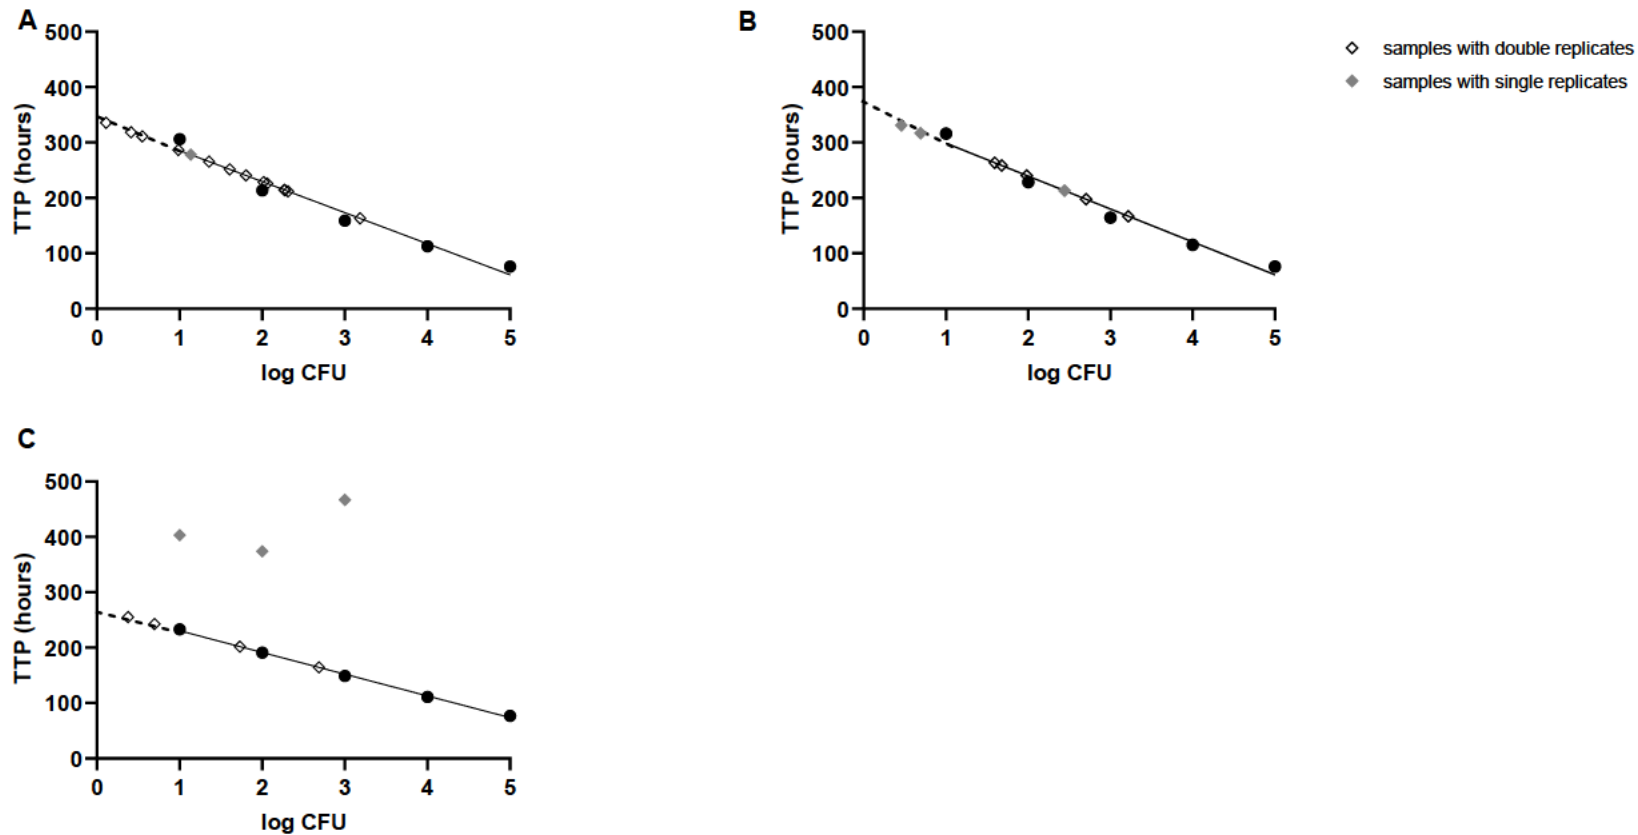 A
500
400
300
200
100
0
TTP (hours)
0 1 2 3 4 5
log CFU
B
500
400
300
200
100
0
TTP (hours)
0 1 2 3 4 5
log CFU
samples with double replicates
samples with single replicates
C
500
400
300
200
100
0
TTP (hours)
0 1 2 3 4 5
log CFU